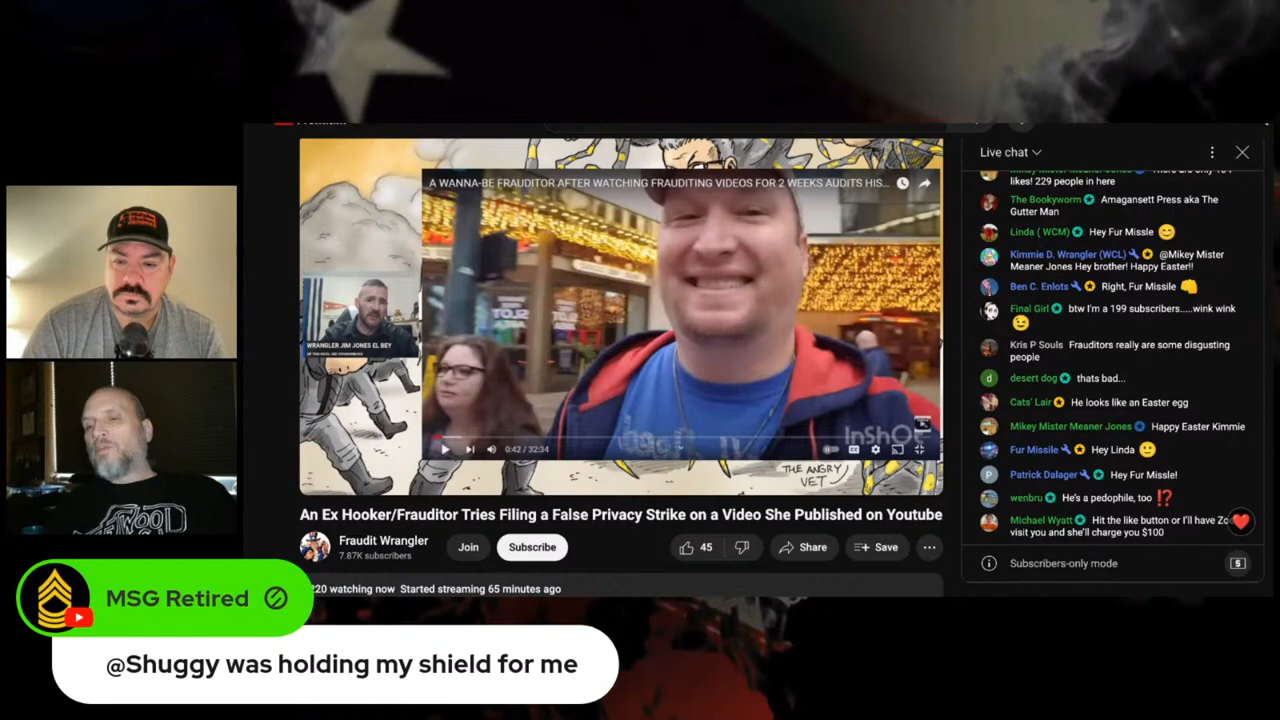 Live chat
likes! 229 people in here
The Bookyworm Amagansett Press aka The
Gutter Man
Linda ( WCM) Hey Fur Missle
Kimmie D. Wrangler (WCL) @Mikey Mister
Meaner Jones Hey brother! Happy Easter!!
Ben C. Enlots Right, Fur Missile
Final Girl btw I'm a 199 subscribers.....wink wink
Kris P Souls Frauditors really are some disgusting
people
desert dog thats bad...
Cats' Lair He looks like an Easter egg
Mikey Mister Meaner Jones Happy Easter Kimmie
Fur Missile Hey Linda
Patrick Dalager Hey Fur Missle!
wenbru He's a pedophile, too
Michael Wyatt Hit the like button or I'll have Zo
visit you and she'll charge you $100
Subscribers-only mode
A WANNA-BE FRAUDITOR AFTER WATCHING FRAUDITING VIDEOS FOR 2 WEEKS AUDITS HIS...
WRANGLER JIM JONES EL BEY
InShOt
0:42 / 32:34
THE ANGRY
VET
An Ex Hooker/Frauditor Tries Filing a False Privacy Strike on a Video She Published on Youtube
Fraudit Wrangler
7.87K subscribers
Join
Subscribe
45
Share
Save
220 watching now Started streaming 65 minutes ago
MSG Retired
@Shuggy was holding my shield for me